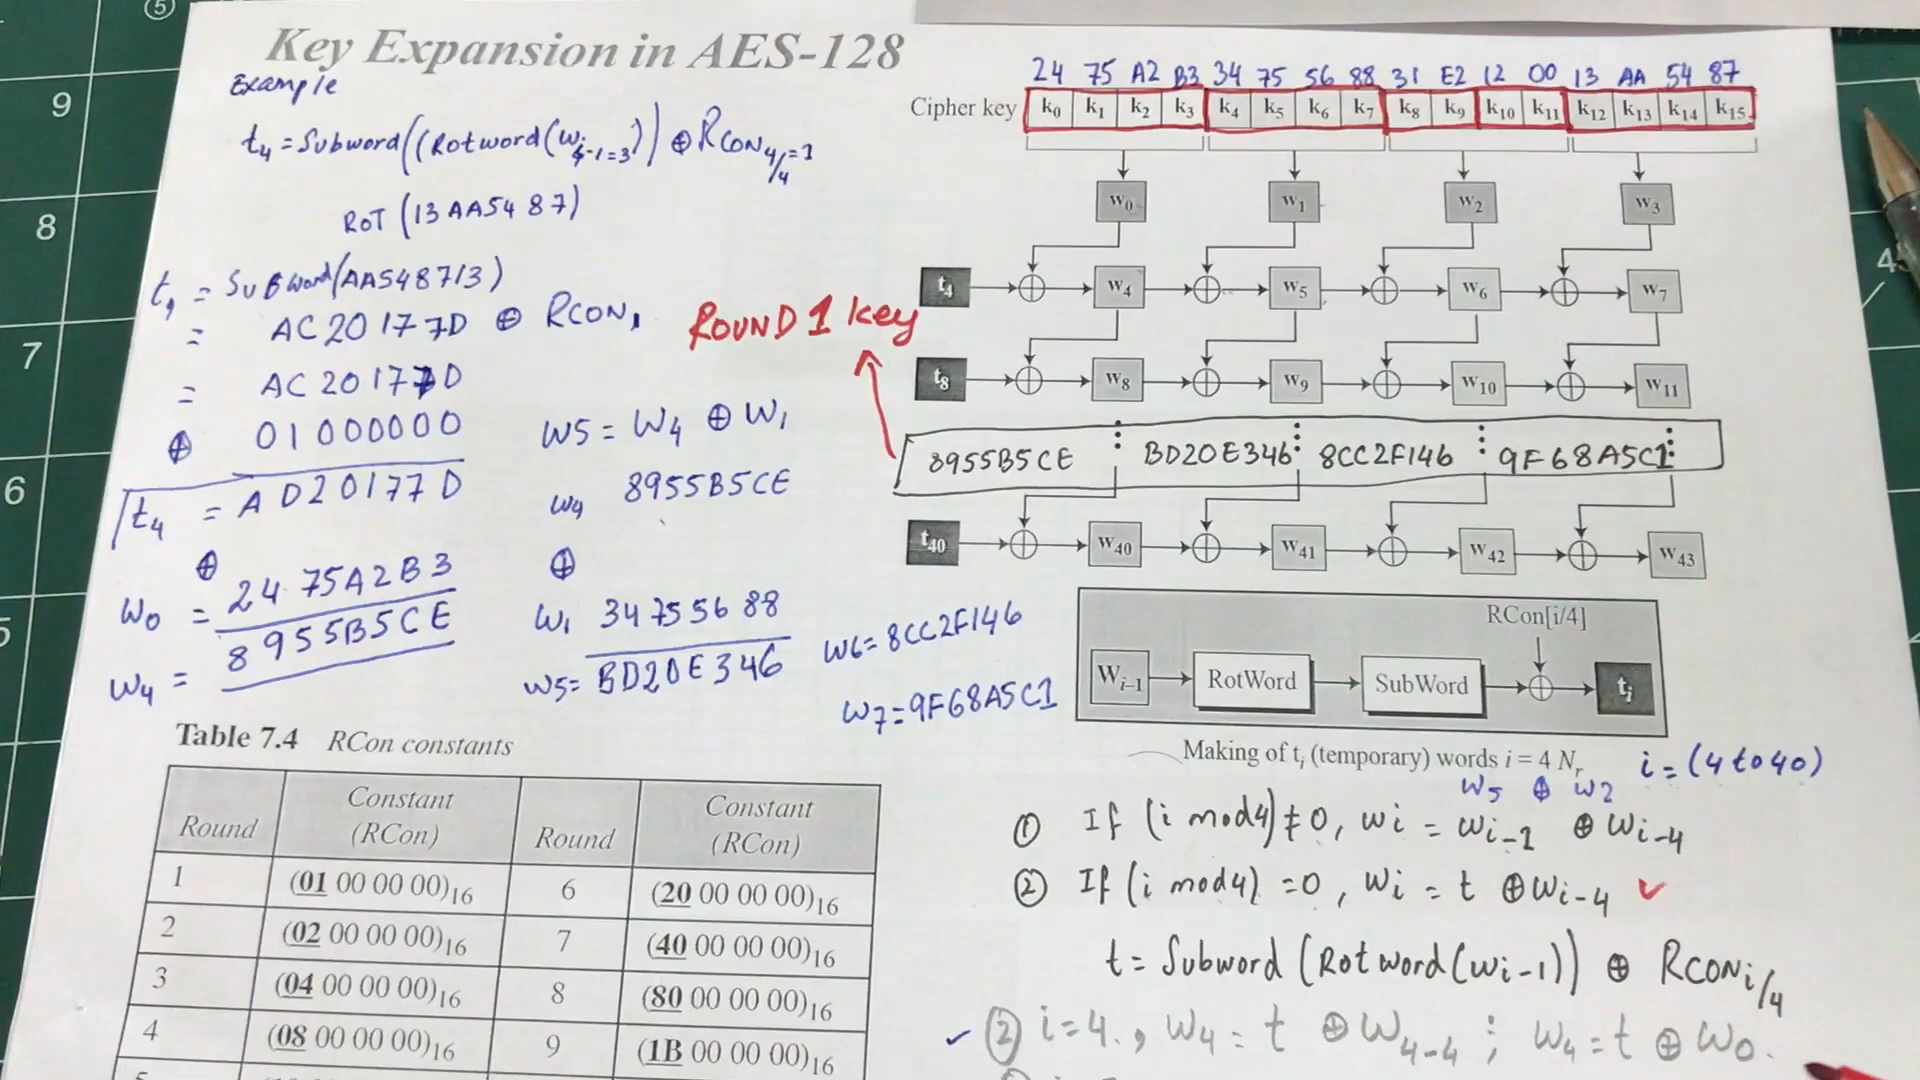 5
Key Expansion in AES-128
Example
t4 = Subword((Rotword(Wi-1=3)) ⊕ RCON4/4=1
ROT (13AA5487)
= SUBword(AA548713)
= AC20177D ⊕ RCON1
= AC20177D
⊕ 01000000
t4 = AD20177D
⊕
W0 = 2475A2B3
W4 = 8955B5CE
W5 = W4 ⊕ W1
W4 8955B5CE
⊕
W1 34755688
W5= BD20E346
W6= 8CC2F146
W7=9F68A5C1
ROUND 1 key
24 75 A2 B3 34 75 56 88 31 E2 12 00 13 AA 54 87
Cipher key k0 k1 k2 k3 k4 k5 k6 k7 k8 k9 k10 k11 k12 k13 k14 k15
w0 w1 w2 w3
t4 w4 w5 w6 w7
t8 w8 w9 w10 w11
8955B5CE BD20E346 8CC2F146 9F68A5C1
t40 w40 w41 w42 w43
RCon[i/4]
Wi–1 RotWord SubWord ti
Making of ti (temporary) words i = 4 Nr
i = (4 to 40)
W5 ⊕ W2
① If (i mod4) ≠ 0, Wi = Wi-1 ⊕ Wi-4
② If (i mod4) = 0, Wi = t ⊕ Wi-4 ✓
t = Subword (Rotword(Wi-1)) ⊕ RCONi/4
✓ ② i=4, W4 = t ⊕ W4-4 ; W4 = t ⊕ W0.
Table 7.4 RCon constants
Round Constant (RCon) Round Constant (RCon)
1 (01 00 00 00)16 6 (20 00 00 00)16
2 (02 00 00 00)16 7 (40 00 00 00)16
3 (04 00 00 00)16 8 (80 00 00 00)16
4 (08 00 00 00)16 9 (1B 00 00 00)16
9
8
7
6
5
4